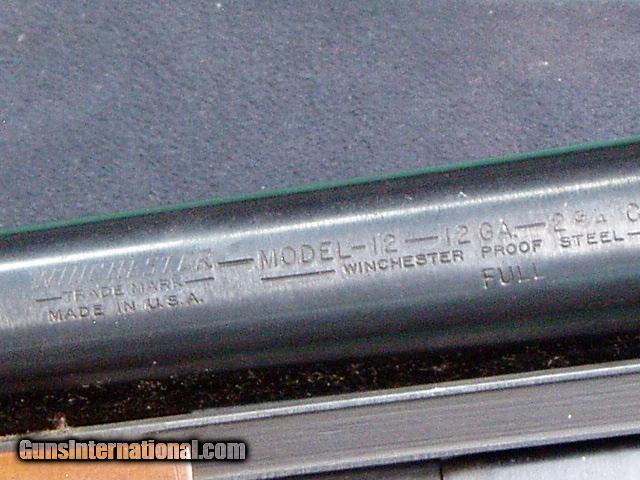 WINCHESTER—MODEL-12—12 GA.—2 3/4 C
—TRADE MARK— —WINCHESTER PROOF STEEL—
MADE IN U.S.A. FULL
GunsInternational.com